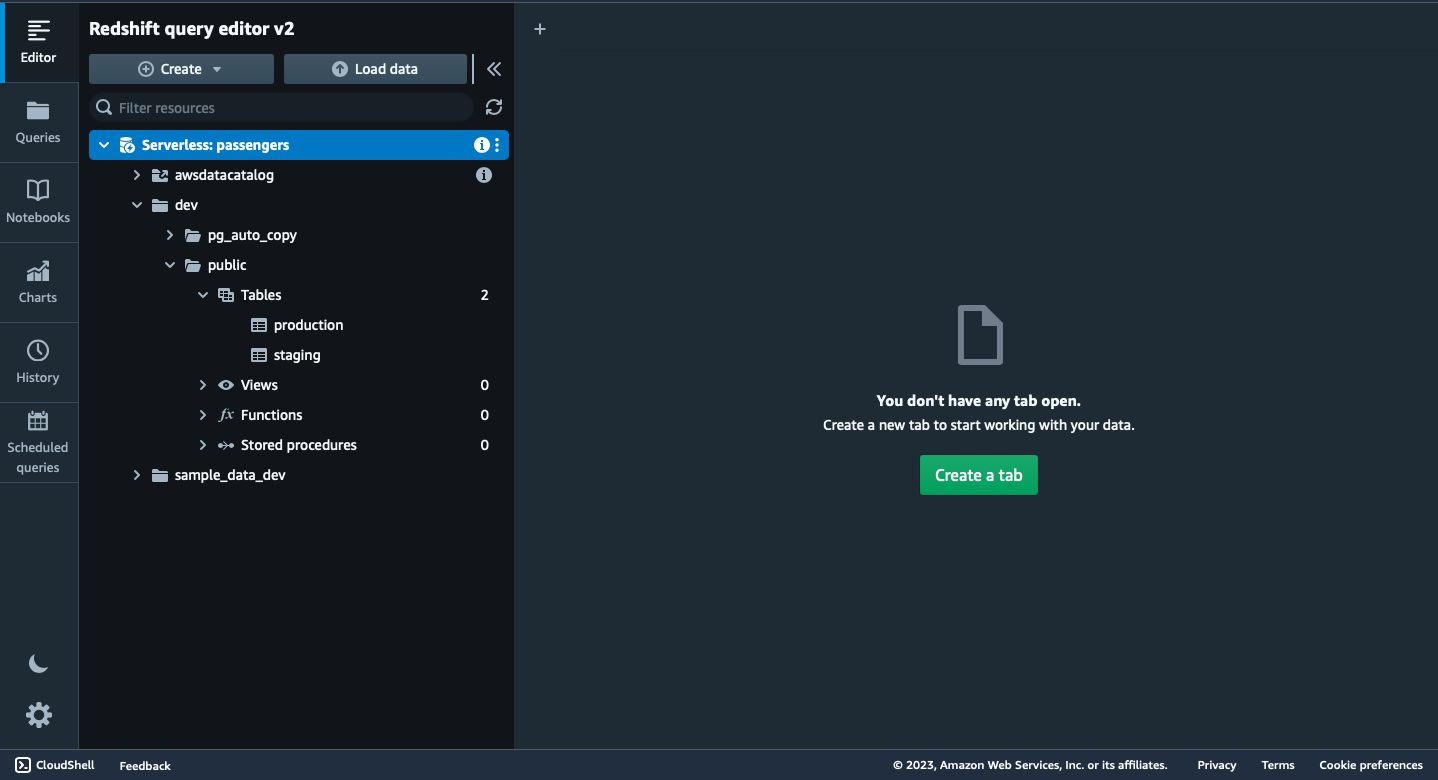 Editor
Queries
Notebooks
Charts
History
Scheduled
queries
Redshift query editor v2
Create
Load data
Filter resources
Serverless: passengers
awsdatacatalog
dev
pg_auto_copy
public
Tables 2
production
staging
Views 0
fx Functions 0
Stored procedures 0
sample_data_dev
You don't have any tab open.
Create a new tab to start working with your data.
Create a tab
CloudShell Feedback © 2023, Amazon Web Services, Inc. or its affiliates. Privacy Terms Cookie preferences